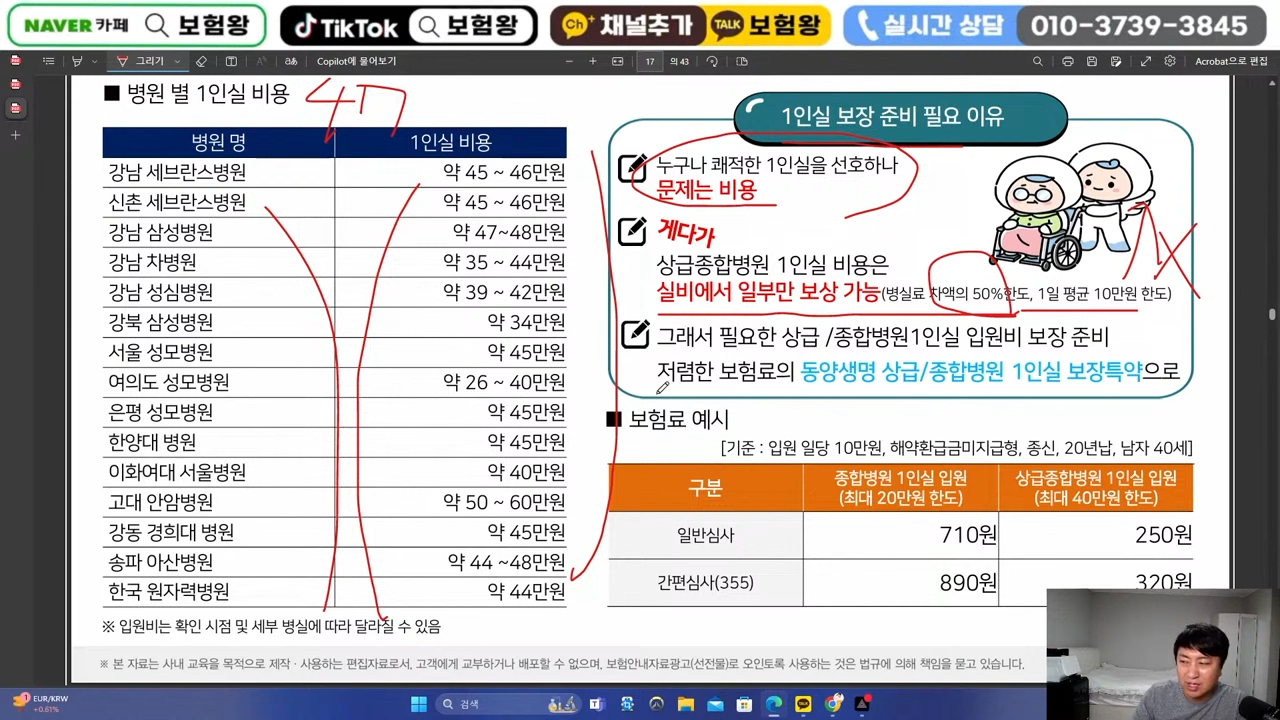 NAVER 카페 보험왕 TikTok 보험왕 Ch+ 채널추가 TALK 보험왕 실시간 상담 010-3739-3845
그리기 Copilot에 물어보기 17 의 43 Acrobat으로 편집
■ 병원 별 1인실 비용
병원 명 1인실 비용
강남 세브란스병원 약 45 ~ 46만원
신촌 세브란스병원 약 45 ~ 46만원
강남 삼성병원 약 47~48만원
강남 차병원 약 35 ~ 44만원
강남 성심병원 약 39 ~ 42만원
강북 삼성병원 약 34만원
서울 성모병원 약 45만원
여의도 성모병원 약 26 ~ 40만원
은평 성모병원 약 45만원
한양대 병원 약 45만원
이화여대 서울병원 약 40만원
고대 안암병원 약 50 ~ 60만원
강동 경희대 병원 약 45만원
송파 아산병원 약 44 ~48만원
한국 원자력병원 약 44만원
※ 입원비는 확인 시점 및 세부 병실에 따라 달라질 수 있음
1인실 보장 준비 필요 이유
누구나 쾌적한 1인실을 선호하나
문제는 비용
게다가
상급종합병원 1인실 비용은
실비에서 일부만 보상 가능(병실료 차액의 50%한도, 1일 평균 10만원 한도)
그래서 필요한 상급 /종합병원1인실 입원비 보장 준비
저렴한 보험료의 동양생명 상급/종합병원 1인실 보장특약으로
■ 보험료 예시
[기준 : 입원 일당 10만원, 해약환급금미지급형, 종신, 20년납, 남자 40세]
구분 종합병원 1인실 입원 상급종합병원 1인실 입원
(최대 20만원 한도) (최대 40만원 한도)
일반심사 710원 250원
간편심사(355) 890원 320원
※ 본 자료는 사내 교육을 목적으로 제작 · 사용하는 편집자료로서, 고객에게 교부하거나 배포할 수 없으며, 보험안내자료광고(선전물)로 오인토록 사용하는 것은 법규에 의해 책임을 묻고 있습니다.
EUR/KRW
+0.61%
검색